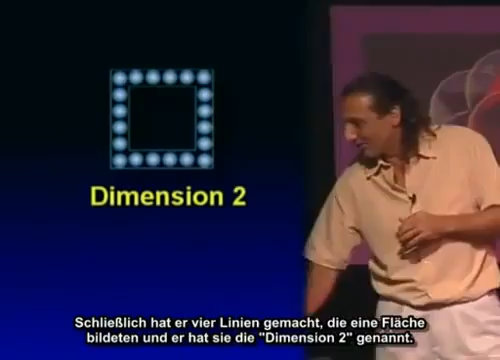 Dimension 2
Schließlich hat er vier Linien gemacht, die eine Fläche
bildeten und er hat sie die "Dimension 2" genannt.